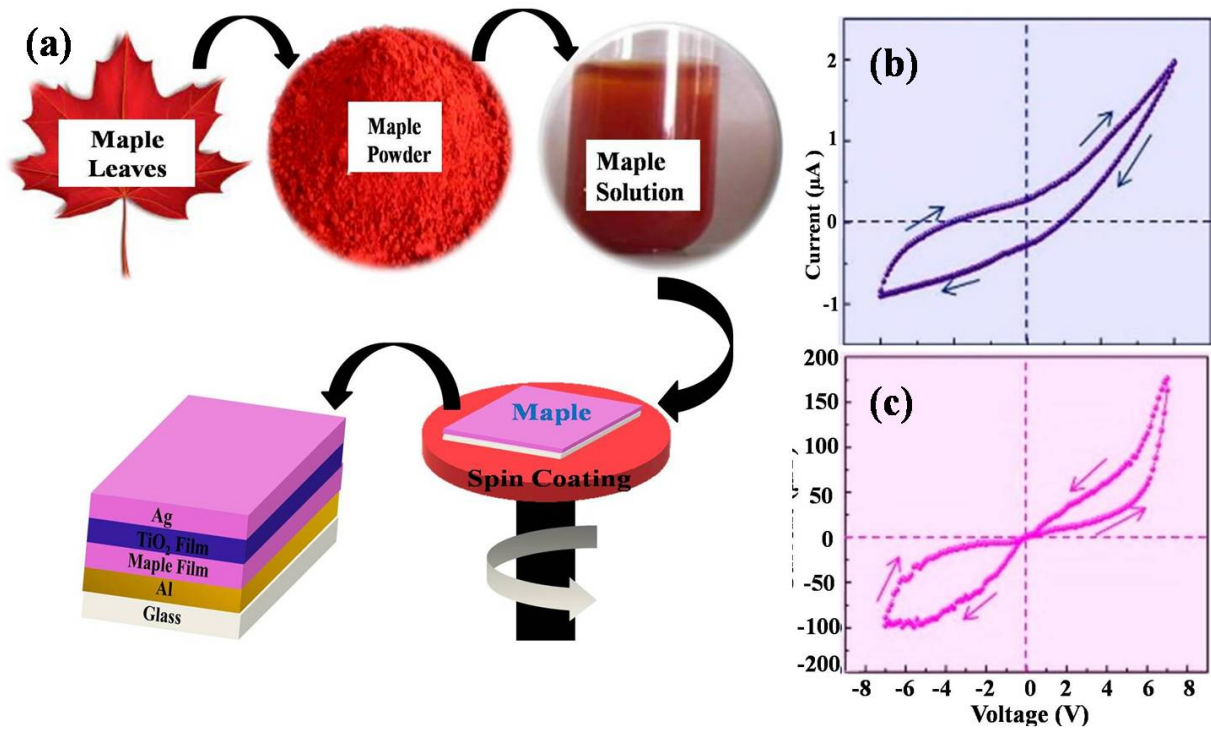 (a)
Maple
Leaves
Maple
Powder
Maple
Solution
Maple
Spin Coating
Ag
TiO₂ Film
Maple Film
Al
Glass
(b)
2
1
0
-1
Current (μA)
(c)
200
150
100
50
0
-50
-100
-200
-8 -6 -4 -2 0 2 4 6 8
Voltage (V)